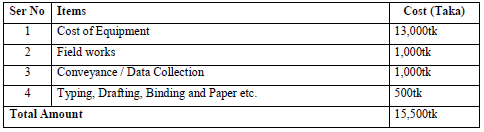 Ser No Items Cost (Taka)
1 Cost of Equipment 13,000tk
2 Field works 1,000tk
3 Conveyance / Data Collection 1,000tk
4 Typing, Drafting, Binding and Paper etc. 500tk
Total Amount 15,500tk